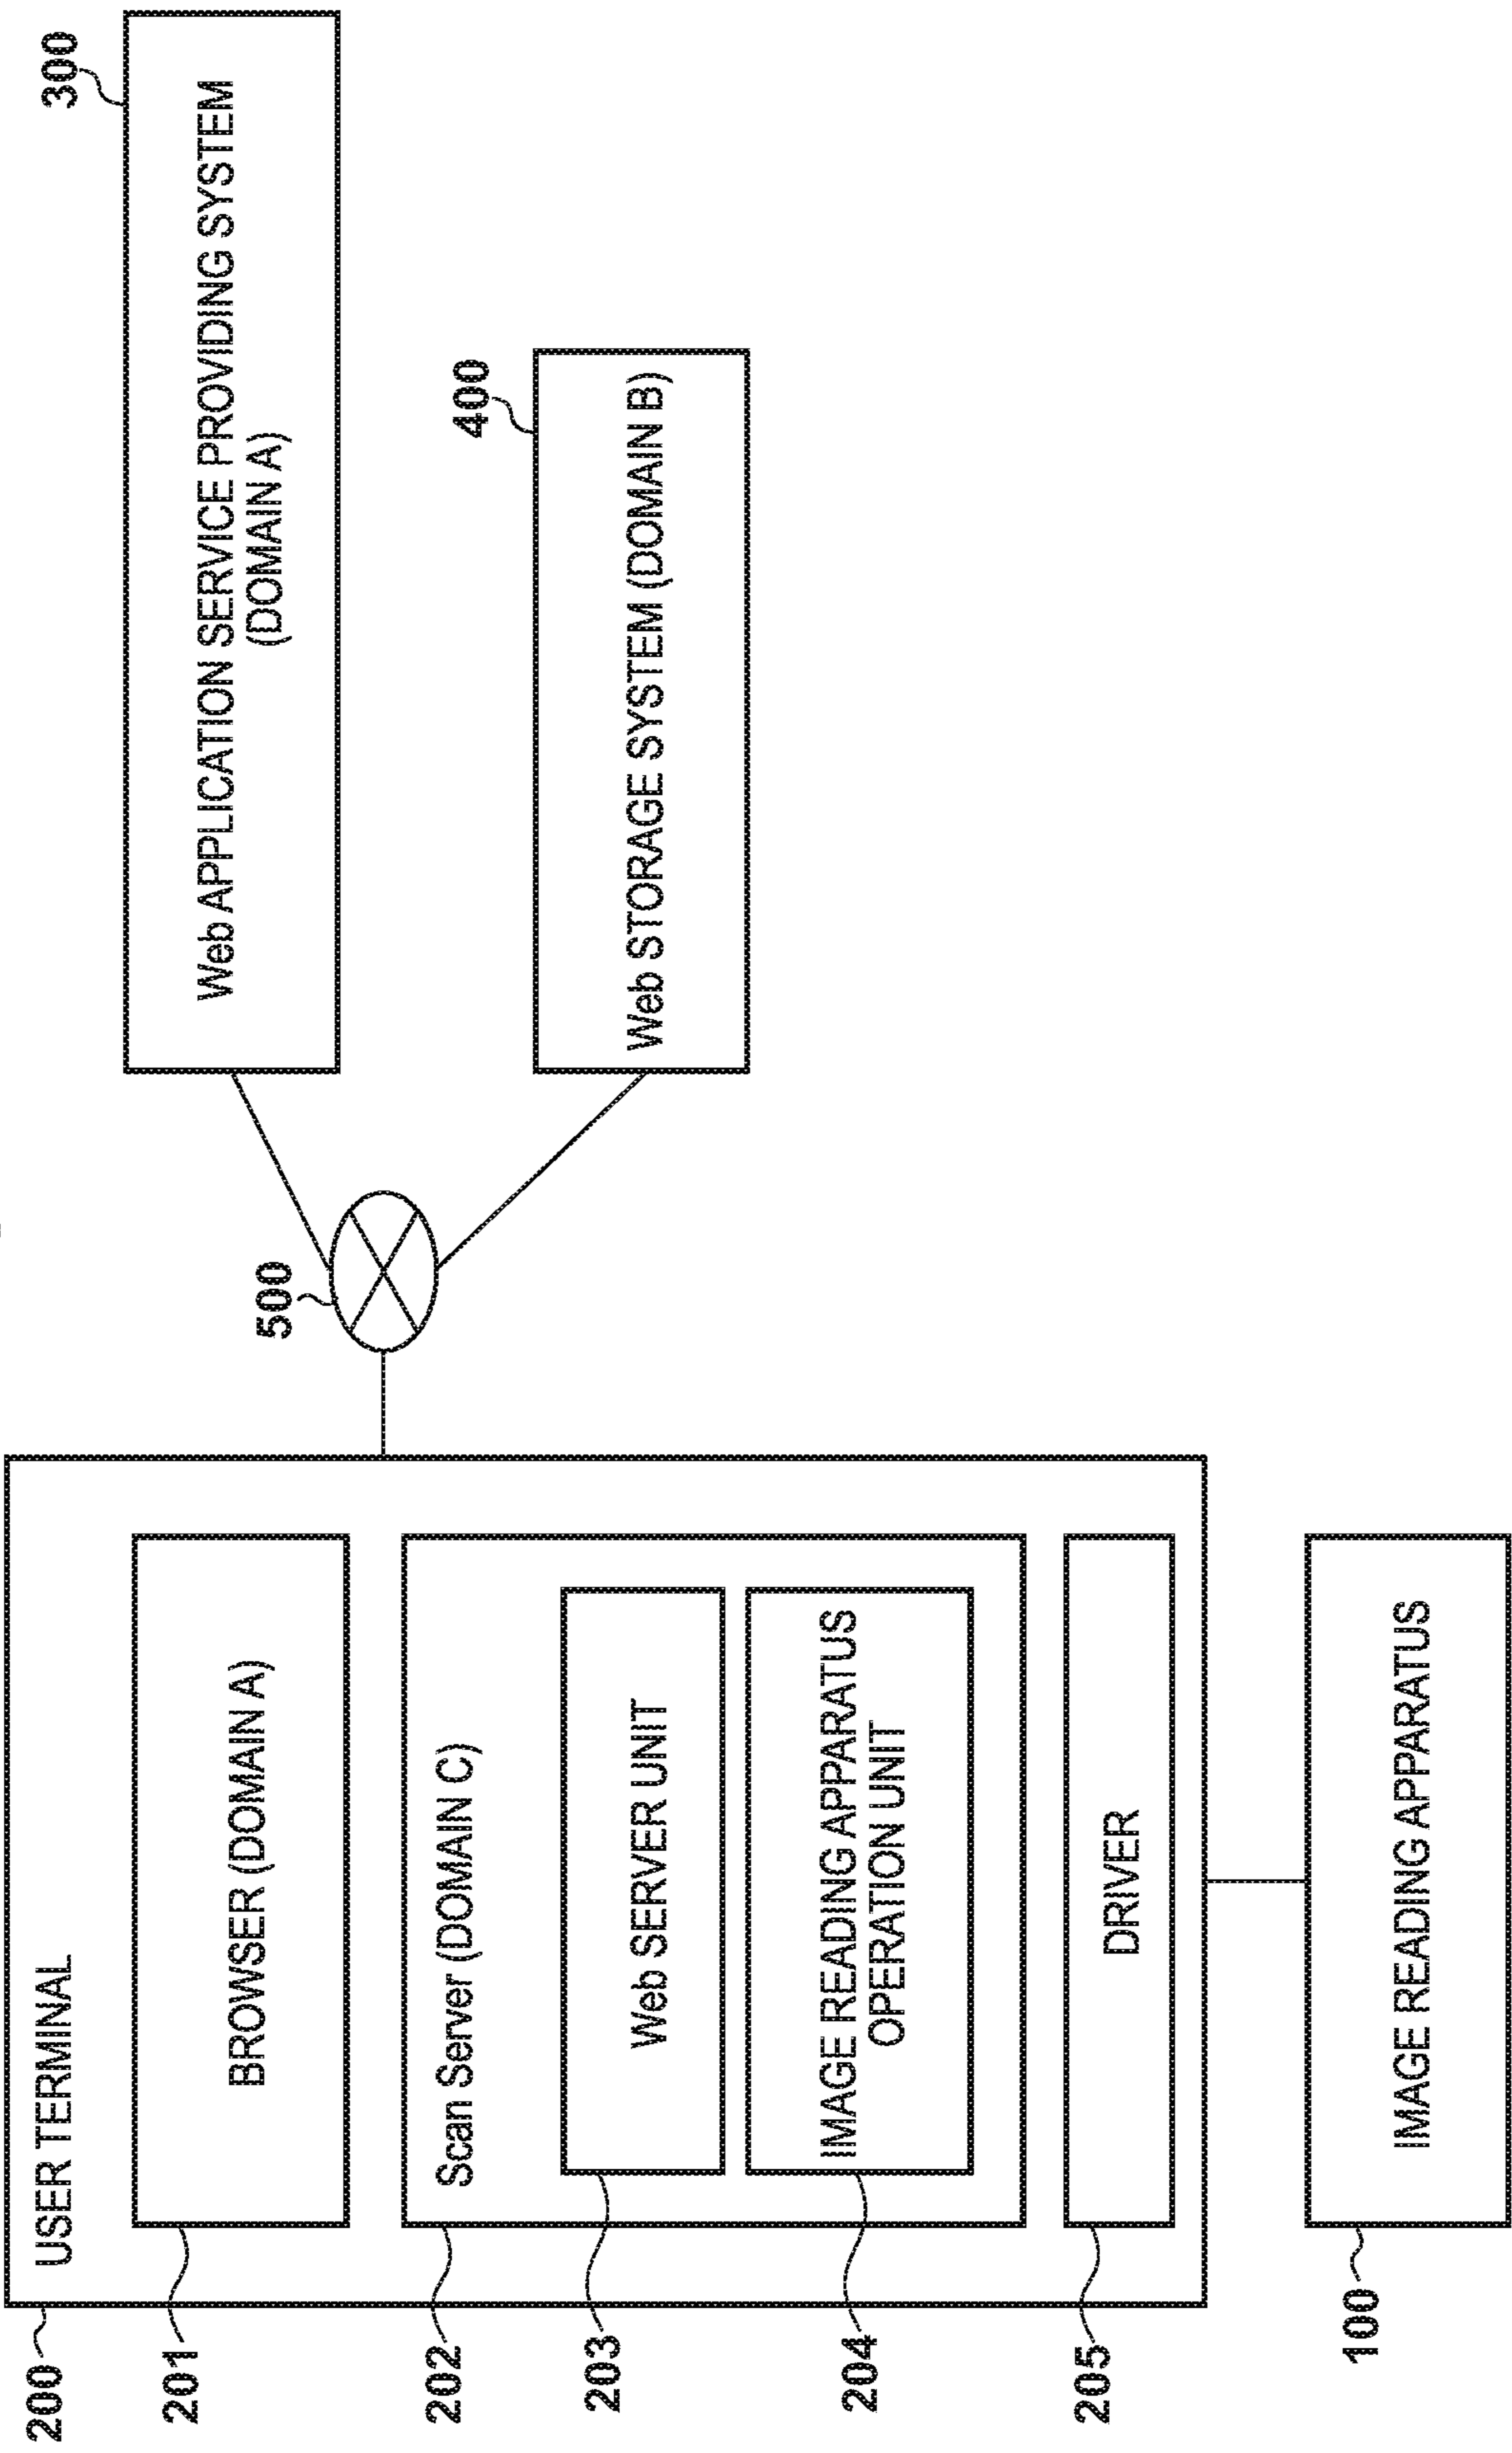 200
USER TERMINAL
201
BROWSER (DOMAIN A)
202
Scan Server (DOMAIN C)
203
Web SERVER UNIT
204
IMAGE READING APPARATUS
OPERATION UNIT
205
DRIVER
100
IMAGE READING APPARATUS
500
300
Web APPLICATION SERVICE PROVIDING SYSTEM
(DOMAIN A)
400
Web STORAGE SYSTEM (DOMAIN B)